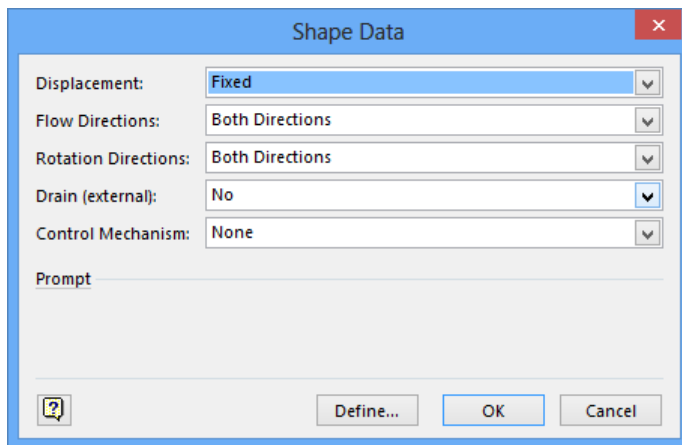 Shape Data
Displacement: Fixed
Flow Directions: Both Directions
Rotation Directions: Both Directions
Drain (external): No
Control Mechanism: None
Prompt
Define... OK Cancel